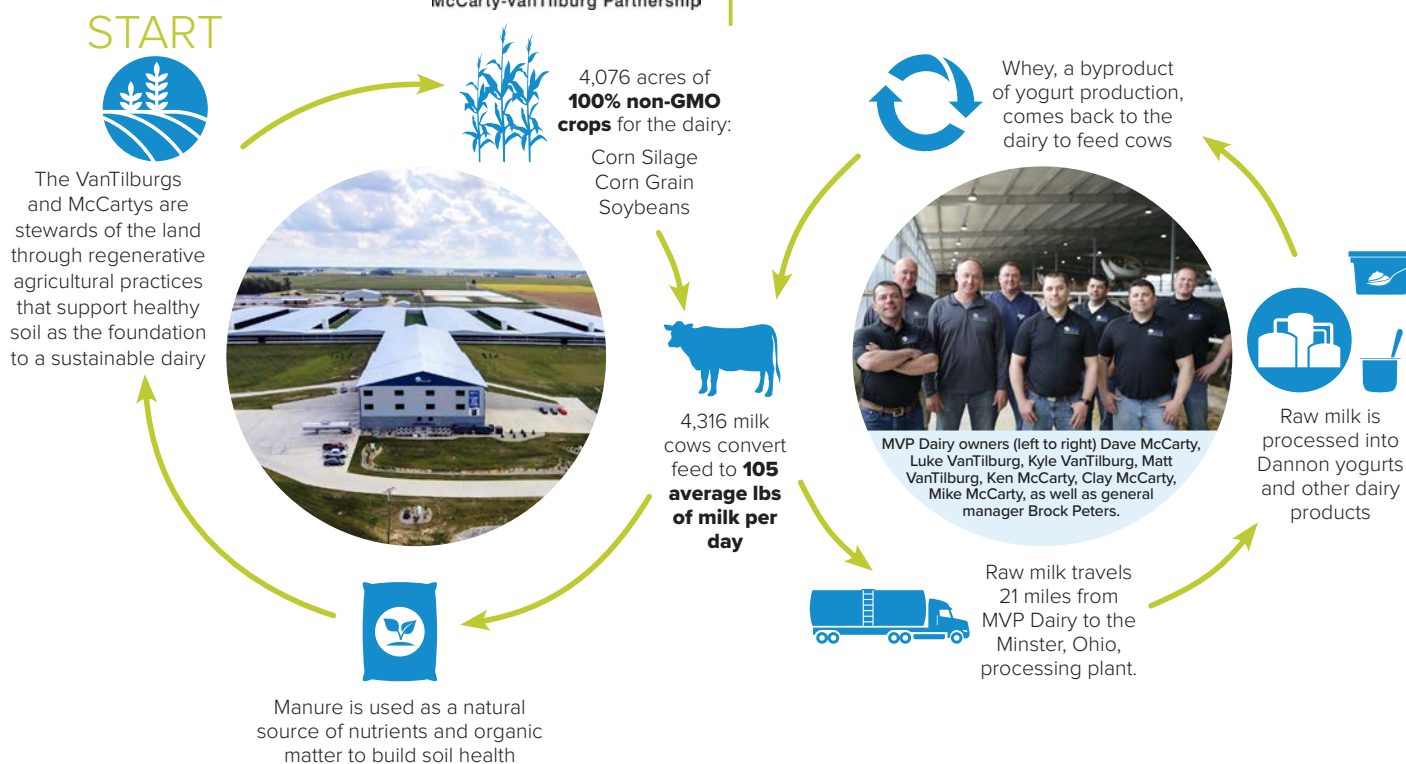 McCarty-VanTilburg Partnership
START
The VanTilburgs
and McCartys are
stewards of the land
through regenerative
agricultural practices
that support healthy
soil as the foundation
to a sustainable dairy
4,076 acres of
100% non-GMO
crops for the dairy:
Corn Silage
Corn Grain
Soybeans
4,316 milk
cows convert
feed to 105
average lbs
of milk per
day
Manure is used as a natural
source of nutrients and organic
matter to build soil health
Raw milk travels
21 miles from
MVP Dairy to the
Minster, Ohio,
processing plant.
Raw milk is
processed into
Dannon yogurts
and other dairy
products
Whey, a byproduct
of yogurt production,
comes back to the
dairy to feed cows
MVP Dairy owners (left to right) Dave McCarty,
Luke VanTilburg, Kyle VanTilburg, Matt
VanTilburg, Ken McCarty, Clay McCarty,
Mike McCarty, as well as general
manager Brock Peters.